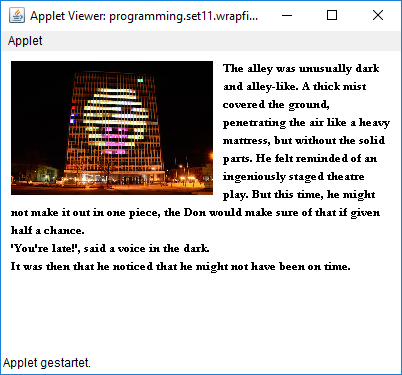 Applet Viewer: programming.set11.wrapfi...
Applet
The alley was unusually dark
and alley-like. A thick mist
covered the ground,
penetrating the air like a heavy
mattress, but without the solid
parts. He felt reminded of an
ingeniously staged theatre
play. But this time, he might
not make it out in one piece, the Don would make sure of that if given
half a chance.
'You're late!', said a voice in the dark.
It was then that he noticed that he might not have been on time.
Applet gestartet.